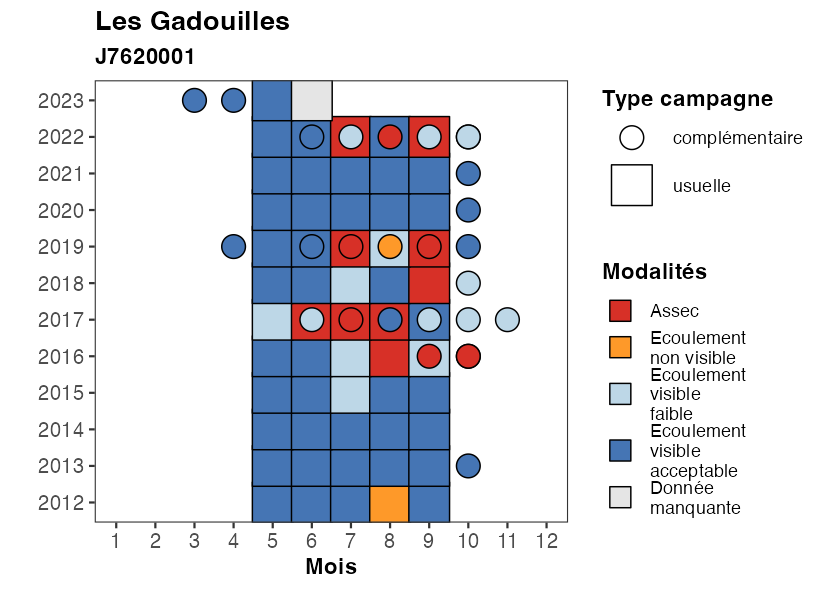 Les Gadouilles
J7620001
2023
2022
2021
2020
2019
2018
2017
2016
2015
2014
2013
2012
1 2 3 4 5 6 7 8 9 10 11 12
Mois
Type campagne
complémentaire
usuelle
Modalités
Assec
Ecoulement
non visible
Ecoulement
visible
faible
Ecoulement
visible
acceptable
Donnée
manquante